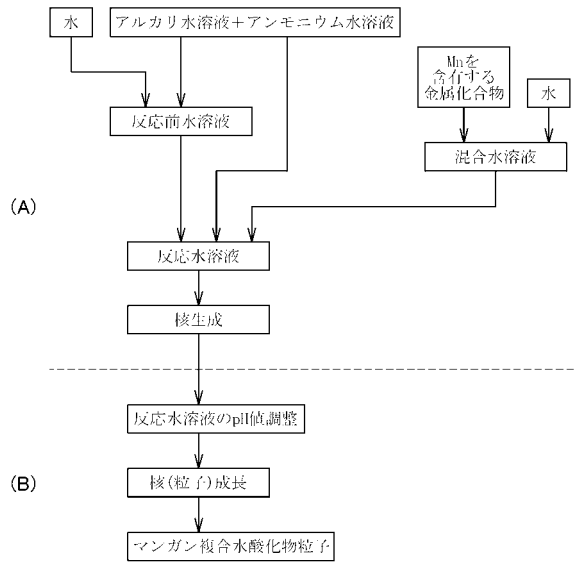 水
アルカリ水溶液+アンモニウム水溶液
Mnを
含有する
金属化合物
水
反応前水溶液
混合水溶液
(A)
反応水溶液
核生成
反応水溶液のpH値調整
(B)
核(粒子)成長
マンガン複合水酸化物粒子